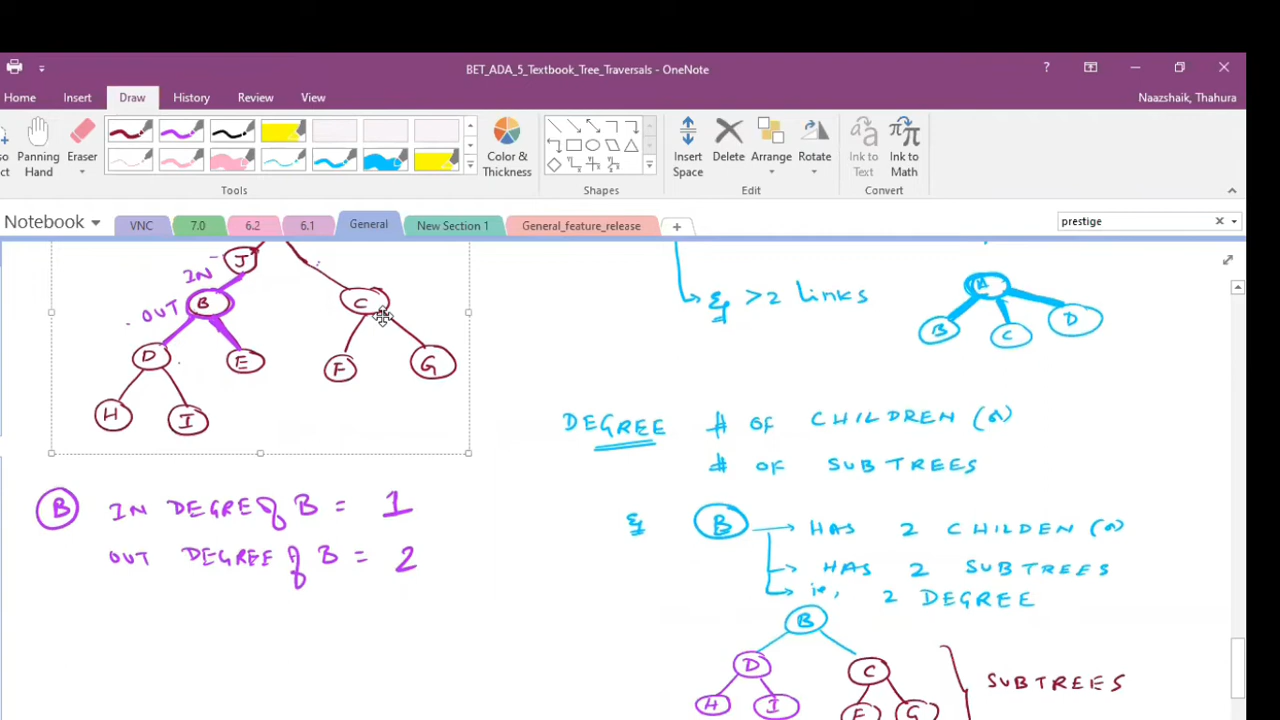 BET_ADA_5_Textbook_Tree_Traversals - OneNote
Home Insert Draw History Review View
Naazshaik, Thahura
Panning Hand
Eraser
Color & Thickness
Insert Space
Delete
Arrange
Rotate
Ink to Text
Ink to Math
Tools
Shapes
Edit
Convert
Notebook
VNC 7.0 6.2 6.1 General New Section 1 General_feature_release
prestige
J
IN
OUT B C
D E F G
H I
B IN DEGRE of B = 1
OUT DEGREE of B = 2
Eg >2 Links
A
B C D
DEGREE # OF CHILDREN (or)
# OF SUBTREES
Eg B HAS 2 CHILDEN (or)
HAS 2 SUBTREES
ie, 2 DEGREE
B
D C
H I F G
SUBTREES